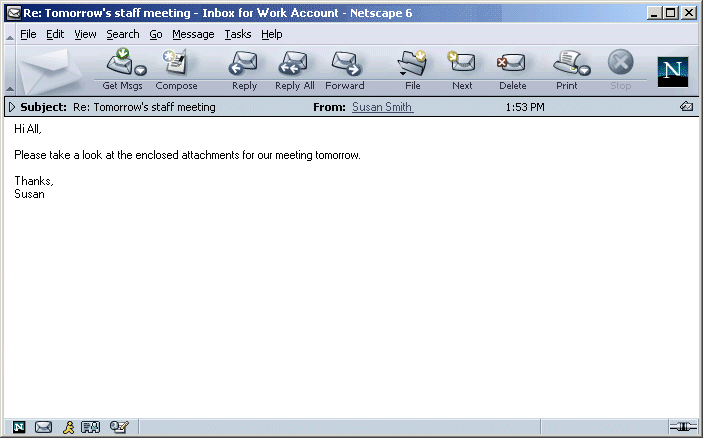 Re: Tomorrow's staff meeting - Inbox for Work Account - Netscape 6
File Edit View Search Go Message Tasks Help
Get Msgs Compose Reply Reply All Forward File Next Delete Print Stop
N
Subject: Re: Tomorrow's staff meeting From: Susan Smith 1:53 PM
Hi All,
Please take a look at the enclosed attachments for our meeting tomorrow.
Thanks,
Susan
N